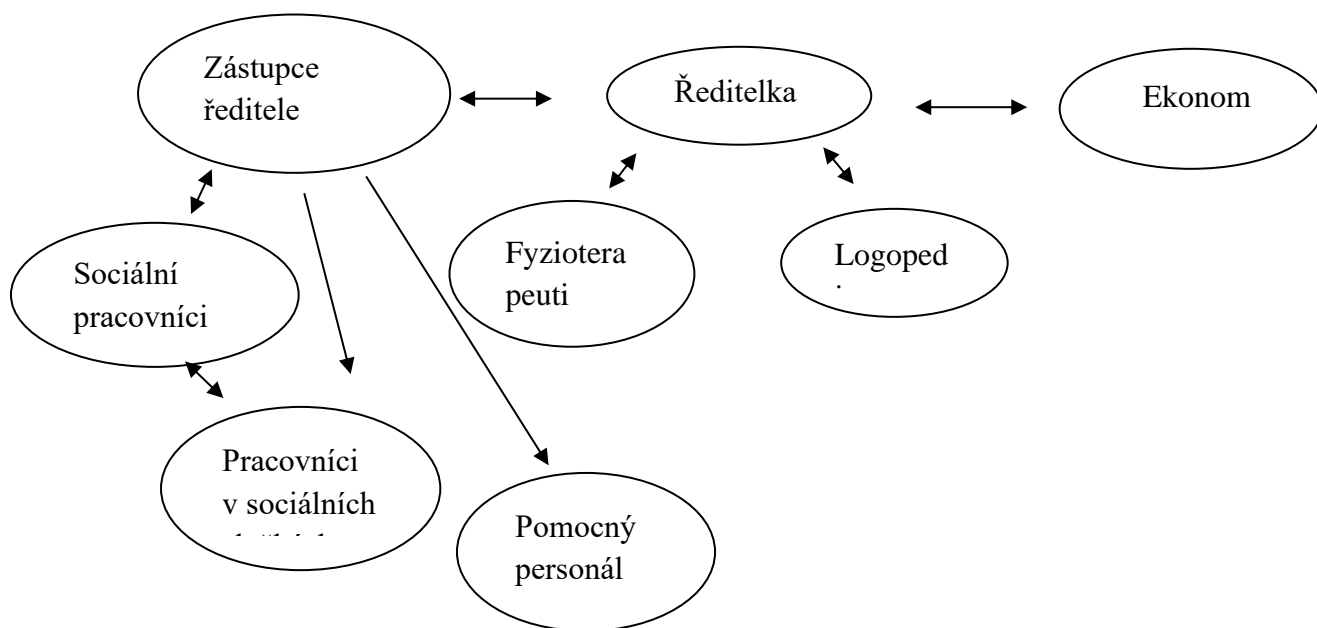 Zástupce
ředitele
Ředitelka
Ekonom
Sociální
pracovníci
Fyziotera
peuti
Logoped
Pracovníci
v sociálních
Pomocný
personál